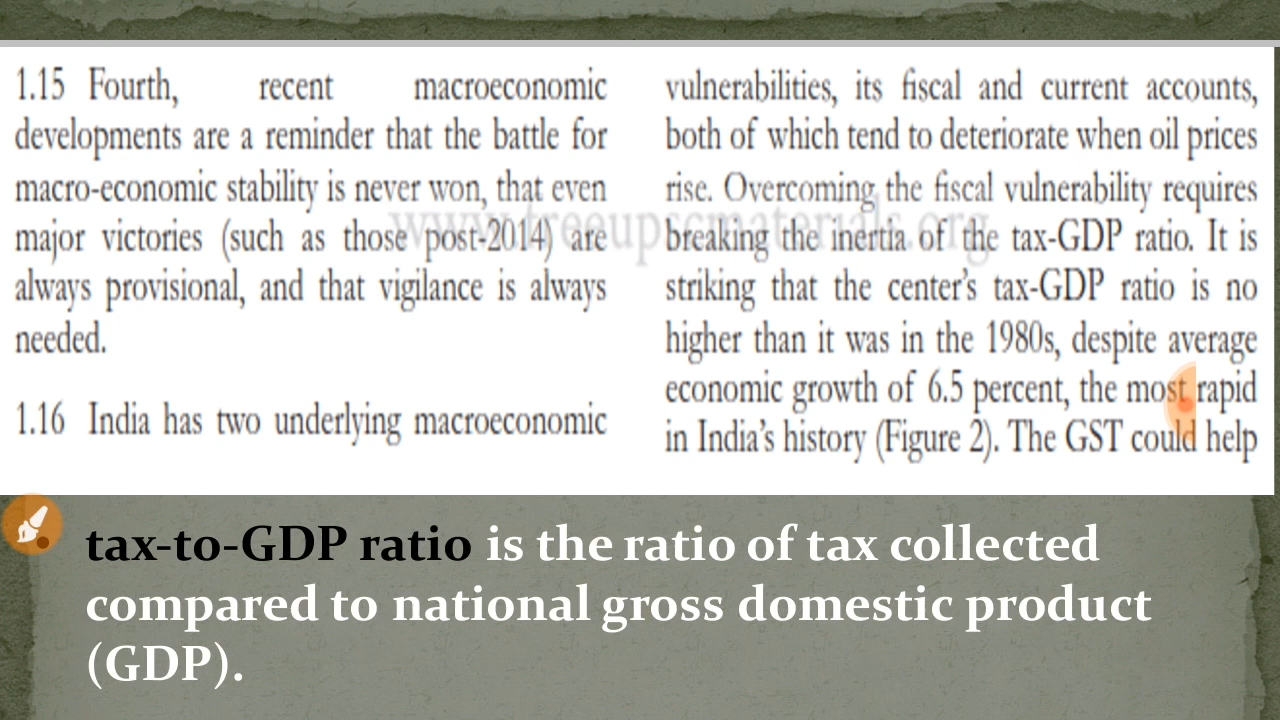 1.15 Fourth, recent macroeconomic
developments are a reminder that the battle for
macro-economic stability is never won, that even
major victories (such as those post-2014) are
always provisional, and that vigilance is always
needed.
1.16 India has two underlying macroeconomic
vulnerabilities, its fiscal and current accounts,
both of which tend to deteriorate when oil prices
rise. Overcoming the fiscal vulnerability requires
breaking the inertia of the tax-GDP ratio. It is
striking that the center's tax-GDP ratio is no
higher than it was in the 1980s, despite average
economic growth of 6.5 percent, the most rapid
in India's history (Figure 2). The GST could help
www.freeupscmaterials.org
• tax-to-GDP ratio is the ratio of tax collected
compared to national gross domestic product
(GDP).